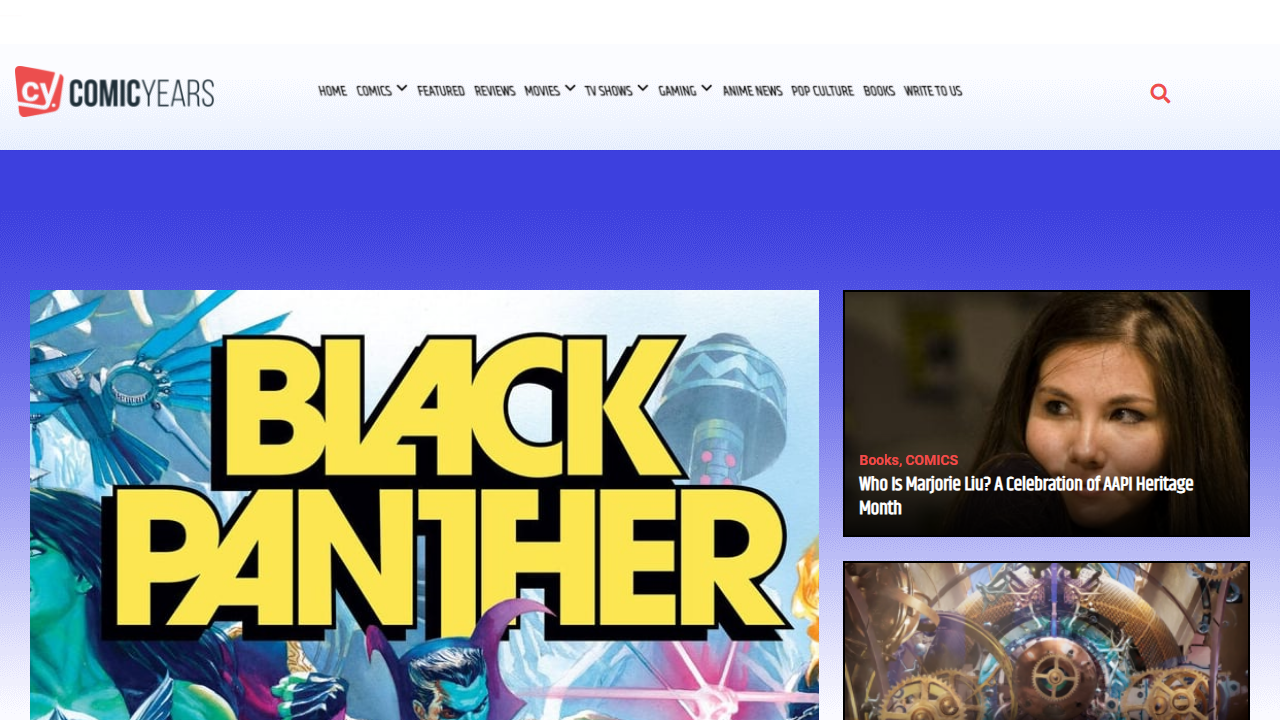 cy COMICYEARS
HOME COMICS FEATURED REVIEWS MOVIES TV SHOWS GAMING ANIME NEWS POP CULTURE BOOKS WRITE TO US
BLACK
PANTHER
Books, COMICS
Who Is Marjorie Liu? A Celebration of AAPI Heritage
Month